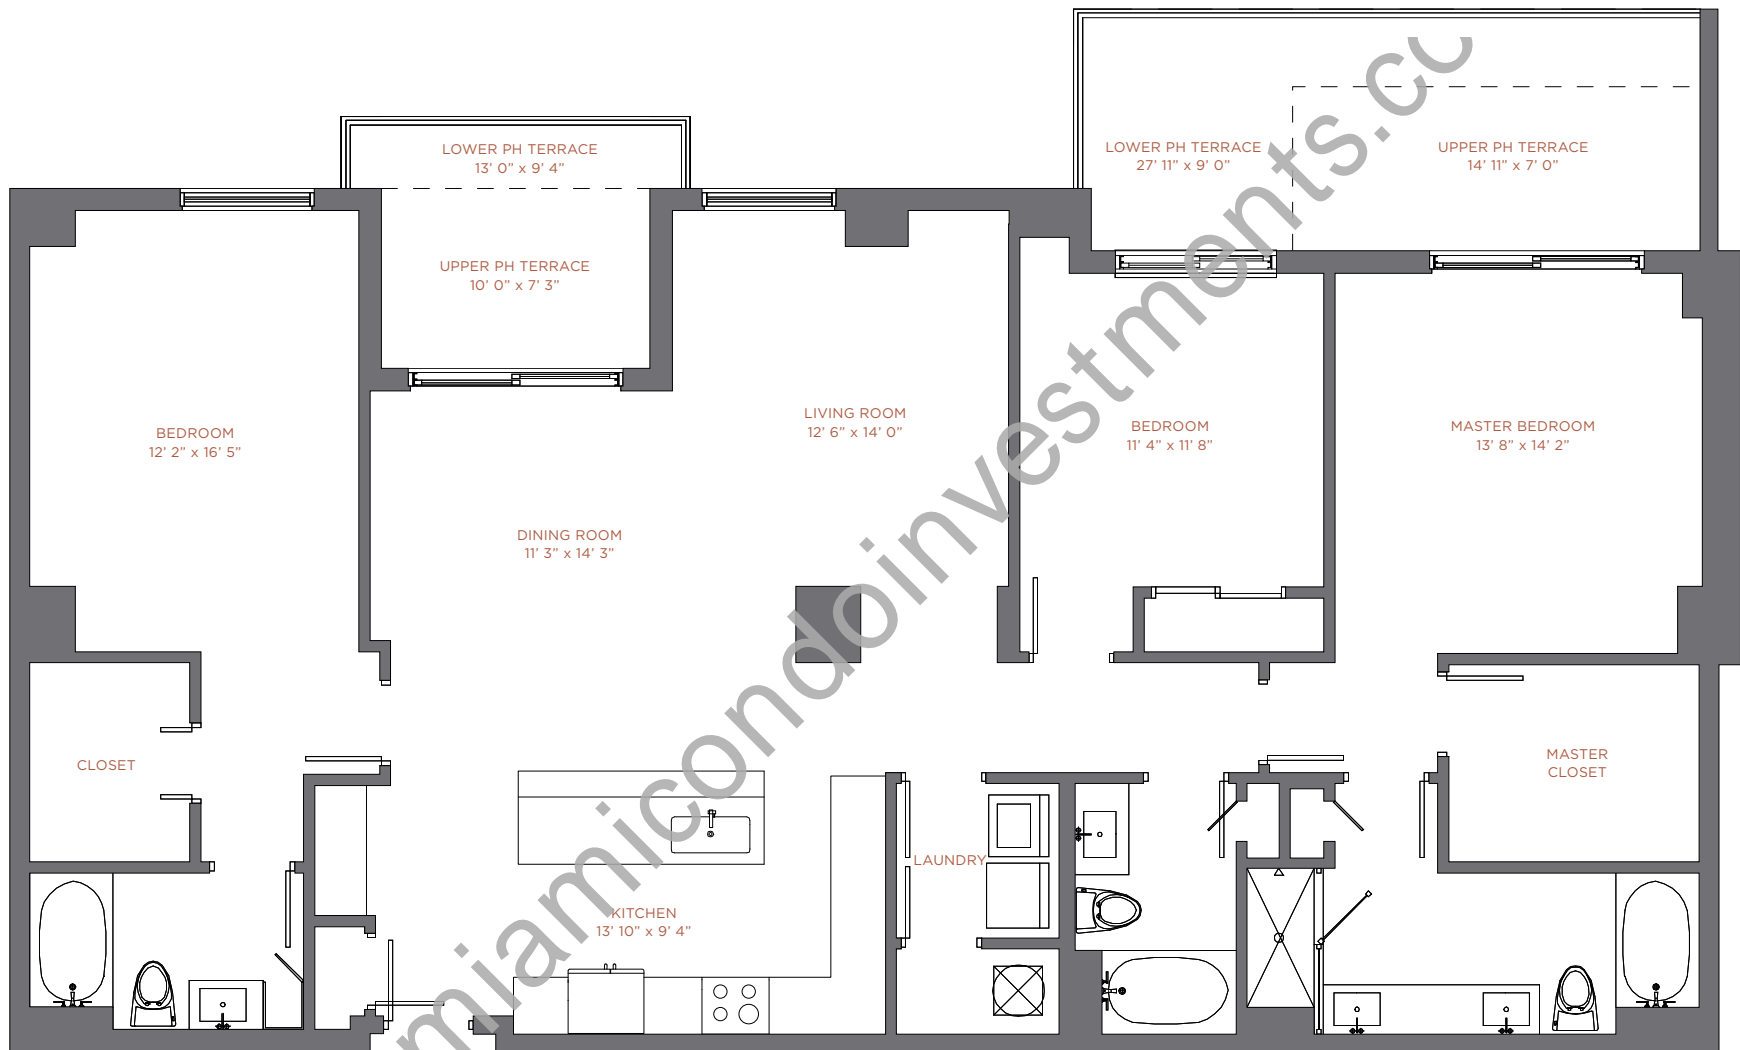 LOWER PH TERRACE
13’ 0” x 9’ 4”
LOWER PH TERRACE
27’ 11” x 9’ 0”
UPPER PH TERRACE
14’ 11” x 7’ 0”
UPPER PH TERRACE
10’ 0” x 7’ 3”
BEDROOM
12’ 2” x 16’ 5”
LIVING ROOM
12’ 6” x 14’ 0”
BEDROOM
11’ 4” x 11’ 8”
MASTER BEDROOM
13’ 8” x 14’ 2”
DINING ROOM
11’ 3” x 14’ 3”
CLOSET
MASTER
CLOSET
LAUNDRY
KITCHEN
13’ 10” x 9’ 4”
miamicondoinvestments.co